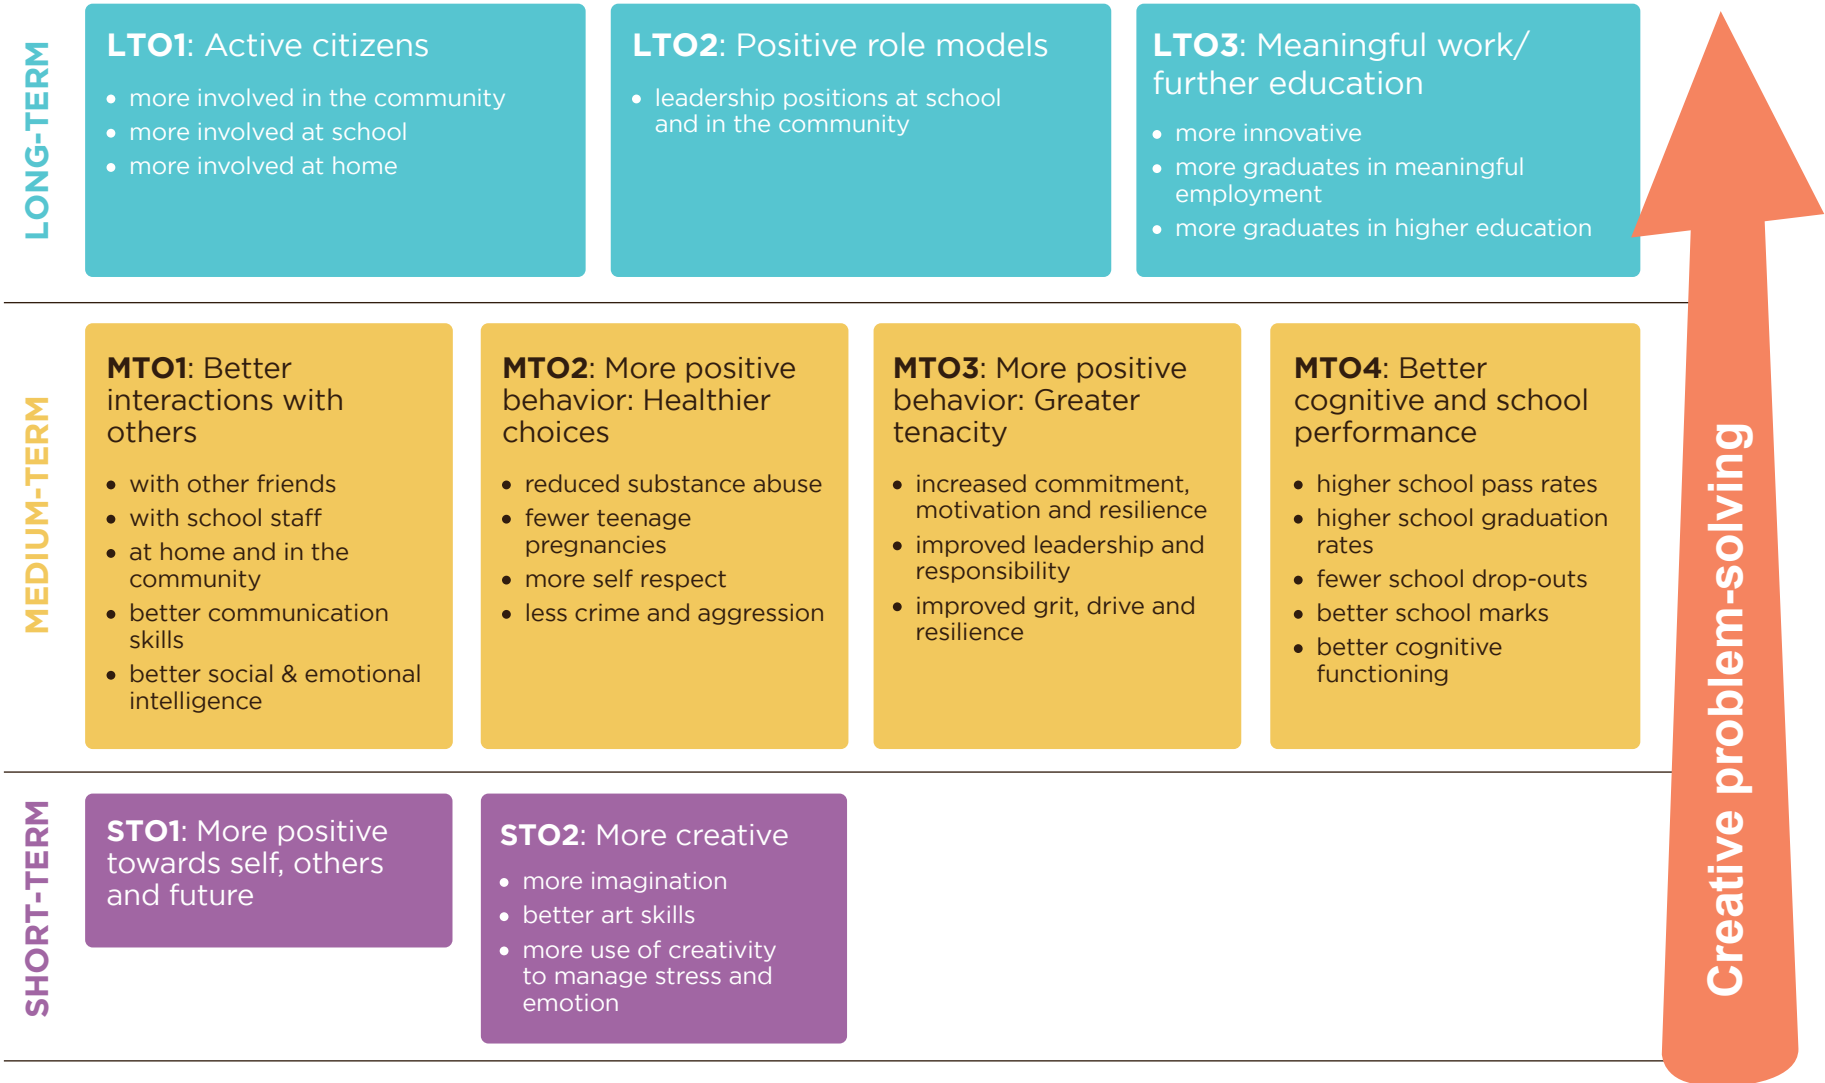 LONG-TERM
LTO1: Active citizens
• more involved in the community
• more involved at school
• more involved at home
LTO2: Positive role models
• leadership positions at school
and in the community
LTO3: Meaningful work/
further education
• more innovative
• more graduates in meaningful
employment
• more graduates in higher education
MEDIUM-TERM
MTO1: Better
interactions with
others
• with other friends
• with school staff
• at home and in the
community
• better communication
skills
• better social & emotional
intelligence
MTO2: More positive
behavior: Healthier
choices
• reduced substance abuse
• fewer teenage
pregnancies
• more self respect
• less crime and aggression
MTO3: More positive
behavior: Greater
tenacity
• increased commitment,
motivation and resilience
• improved leadership and
responsibility
• improved grit, drive and
resilience
MTO4: Better
cognitive and school
performance
• higher school pass rates
• higher school graduation
rates
• fewer school drop-outs
• better school marks
• better cognitive
functioning
SHORT-TERM
STO1: More positive
towards self, others
and future
STO2: More creative
• more imagination
• better art skills
• more use of creativity
to manage stress and
emotion
Creative problem-solving